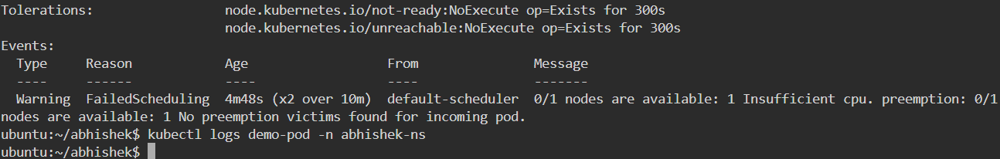 Tolerations:                 node.kubernetes.io/not-ready:NoExecute op=Exists for 300s
                             node.kubernetes.io/unreachable:NoExecute op=Exists for 300s
Events:
  Type     Reason            Age                  From               Message
  ----     ------            ----                 ----               -------
  Warning  FailedScheduling  4m48s (x2 over 10m)  default-scheduler  0/1 nodes are available: 1 Insufficient cpu. preemption: 0/1
nodes are available: 1 No preemption victims found for incoming pod.
ubuntu:~/abhishek$ kubectl logs demo-pod -n abhishek-ns
ubuntu:~/abhishek$